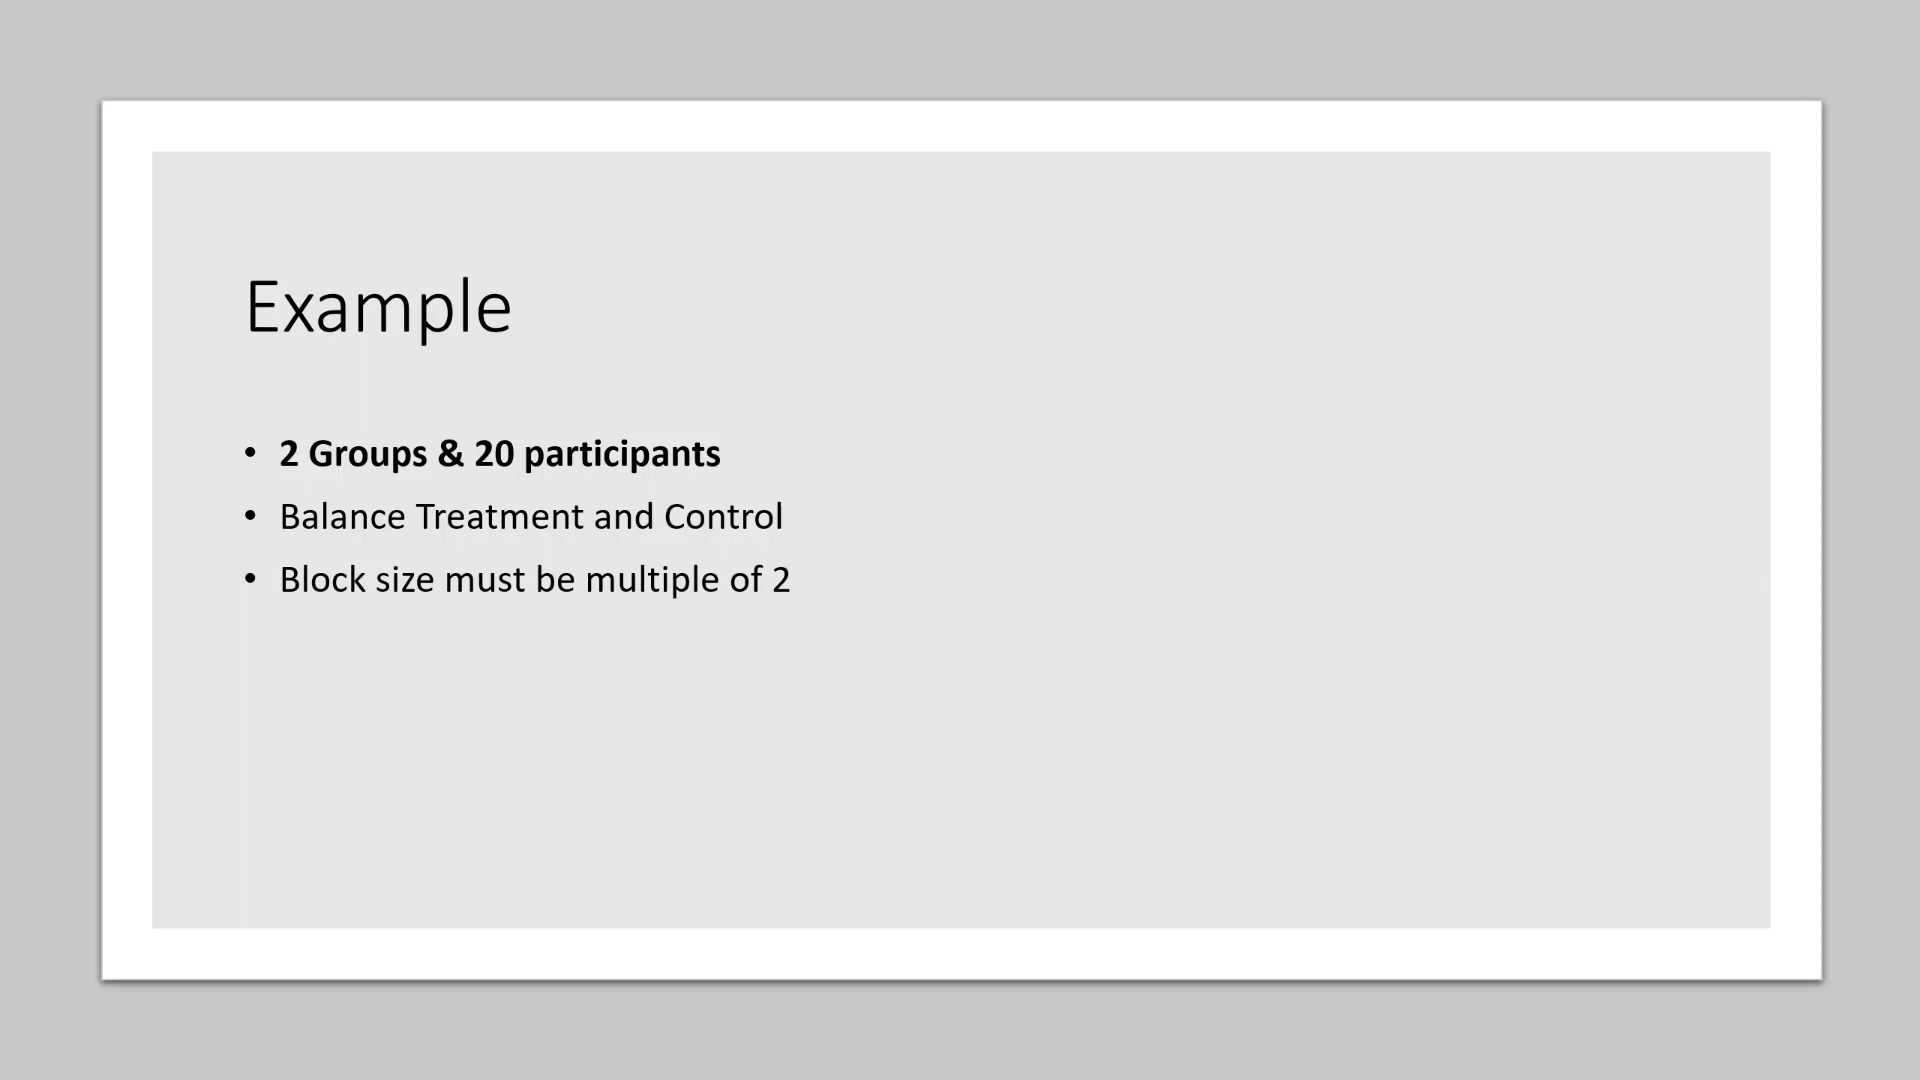 Example
• 2 Groups & 20 participants
• Balance Treatment and Control
• Block size must be multiple of 2